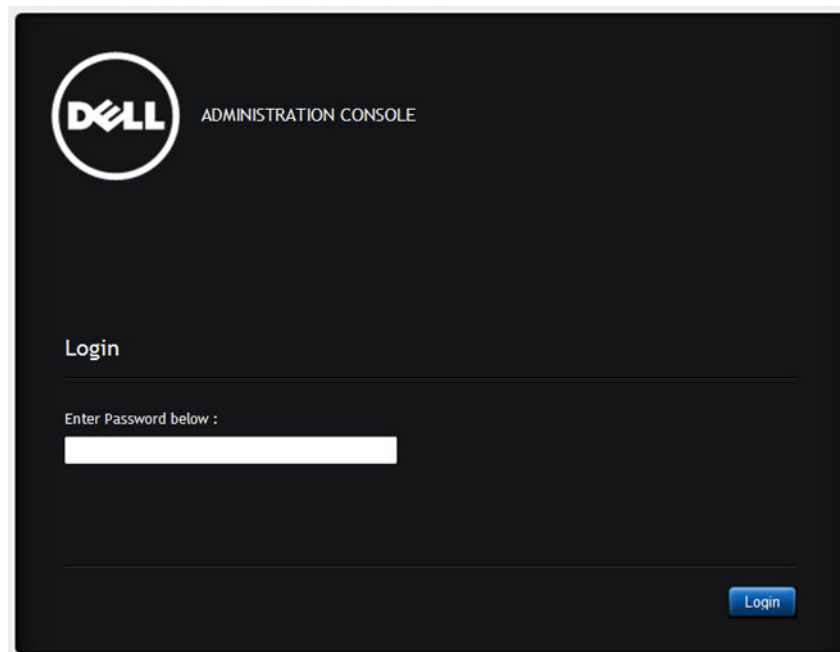 DELL
ADMINISTRATION CONSOLE
Login
Enter Password below :
Login